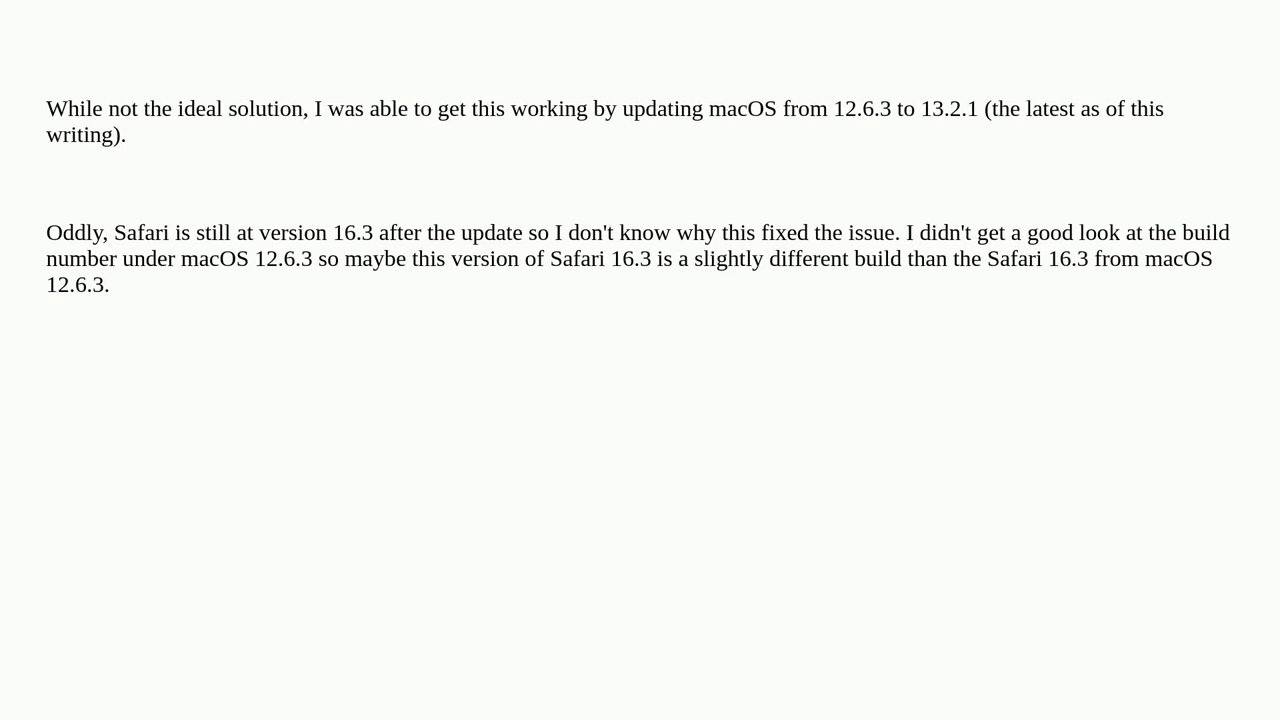 While not the ideal solution, I was able to get this working by updating macOS from 12.6.3 to 13.2.1 (the latest as of this
writing).
Oddly, Safari is still at version 16.3 after the update so I don't know why this fixed the issue. I didn't get a good look at the build
number under macOS 12.6.3 so maybe this version of Safari 16.3 is a slightly different build than the Safari 16.3 from macOS
12.6.3.